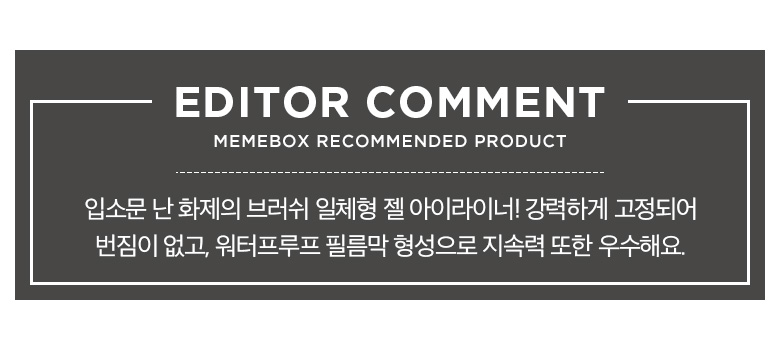 EDITOR COMMENT
MEMEBOX RECOMMENDED PRODUCT
입소문 난 화제의 브러쉬 일체형 젤 아이라이너! 강력하게 고정되어
번짐이 없고, 워터프루프 필름막 형성으로 지속력 또한 우수해요.